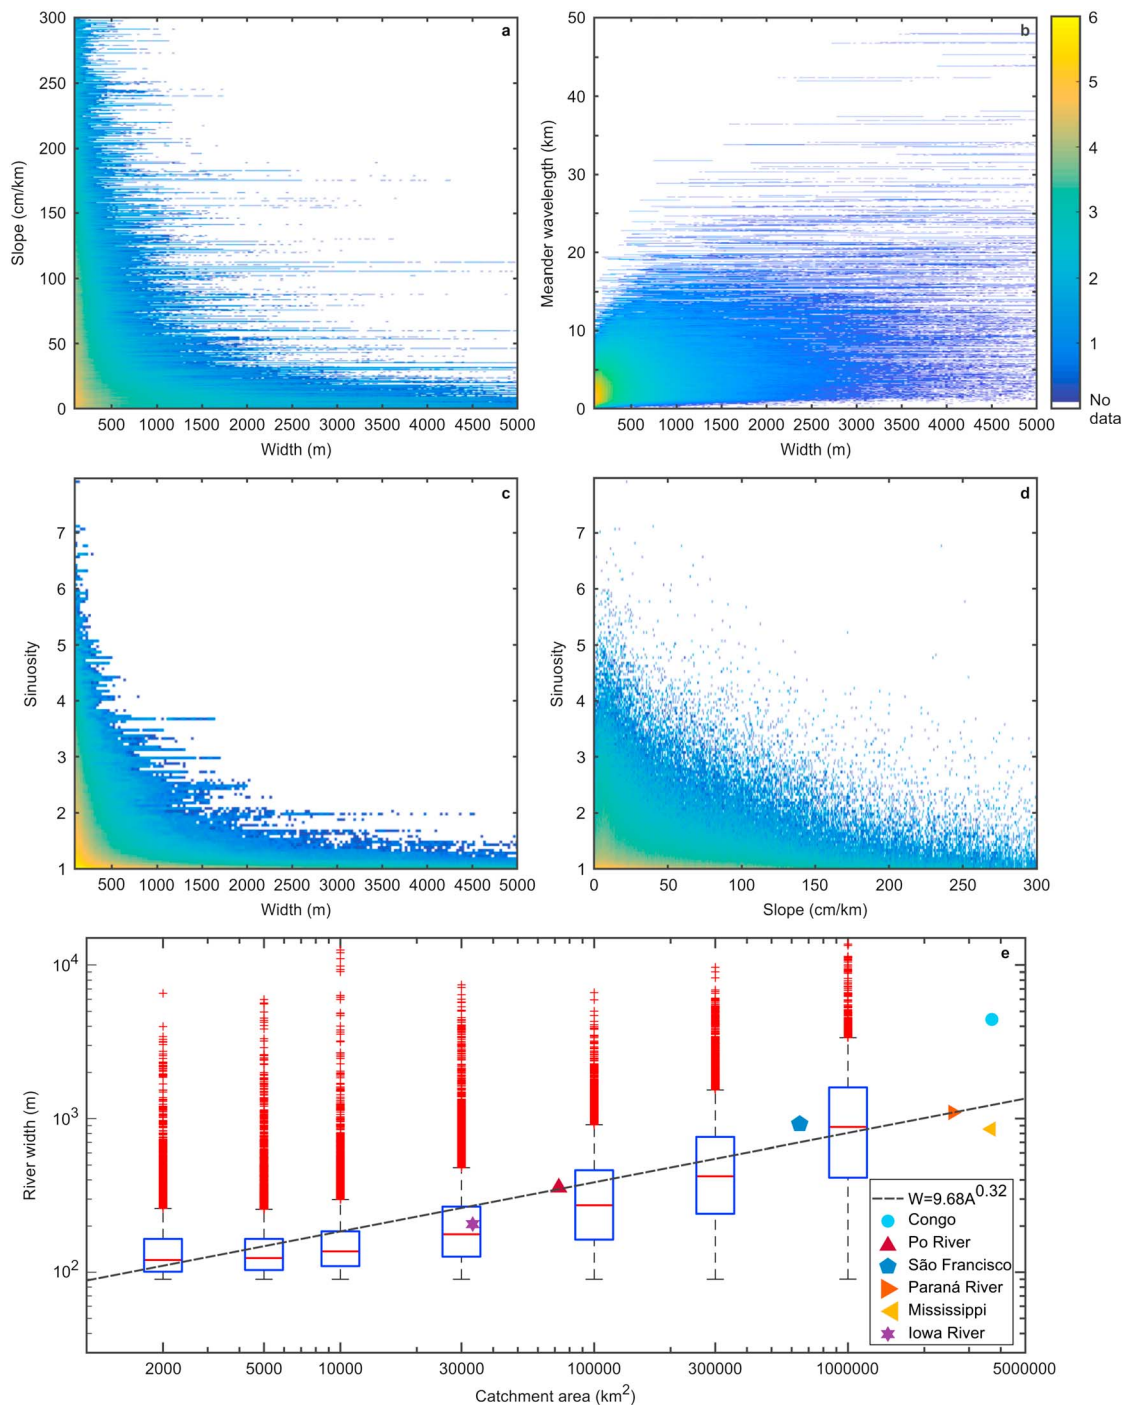 300
250
200
150
100
50
0
Slope (cm/km)
a
500 1000 1500 2000 2500 3000 3500 4000 4500 5000
Width (m)
50
40
30
20
10
0
Meander wavelength (km)
b
500 1000 1500 2000 2500 3000 3500 4000 4500 5000
Width (m)
6
5
4
3
2
1
No
data
7
6
5
4
3
2
1
Sinuosity
c
500 1000 1500 2000 2500 3000 3500 4000 4500 5000
Width (m)
7
6
5
4
3
2
1
Sinuosity
d
0 50 100 150 200 250 300
Slope (cm/km)
10⁴
10³
10²
River width (m)
e
W=9.68A^0.32
Congo
Po River
São Francisco
Paraná River
Mississippi
Iowa River
2000 5000 10000 30000 100000 300000 1000000 5000000
Catchment area (km²)